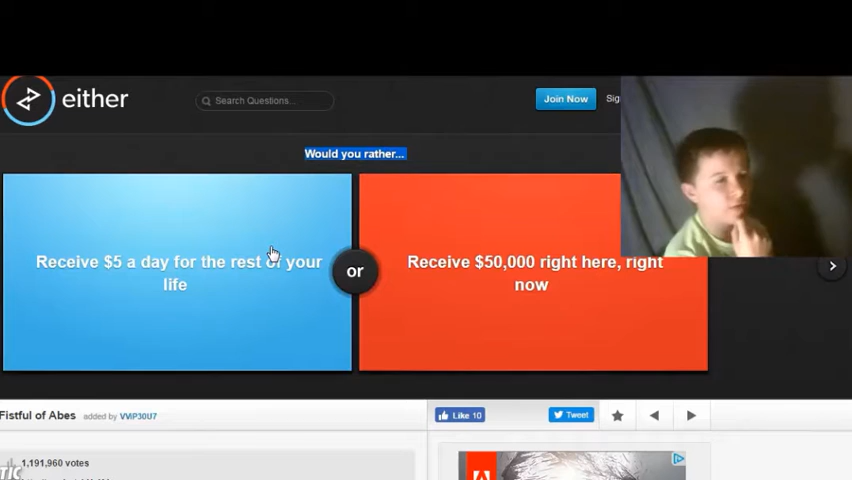 either
Search Questions...
Join Now
Would you rather...
Receive $5 a day for the rest of your
life
or
Receive $50,000 right here, right
now
Fistful of Abes added by VViP30U7
Like 10
Tweet
1,191,960 votes
TIC